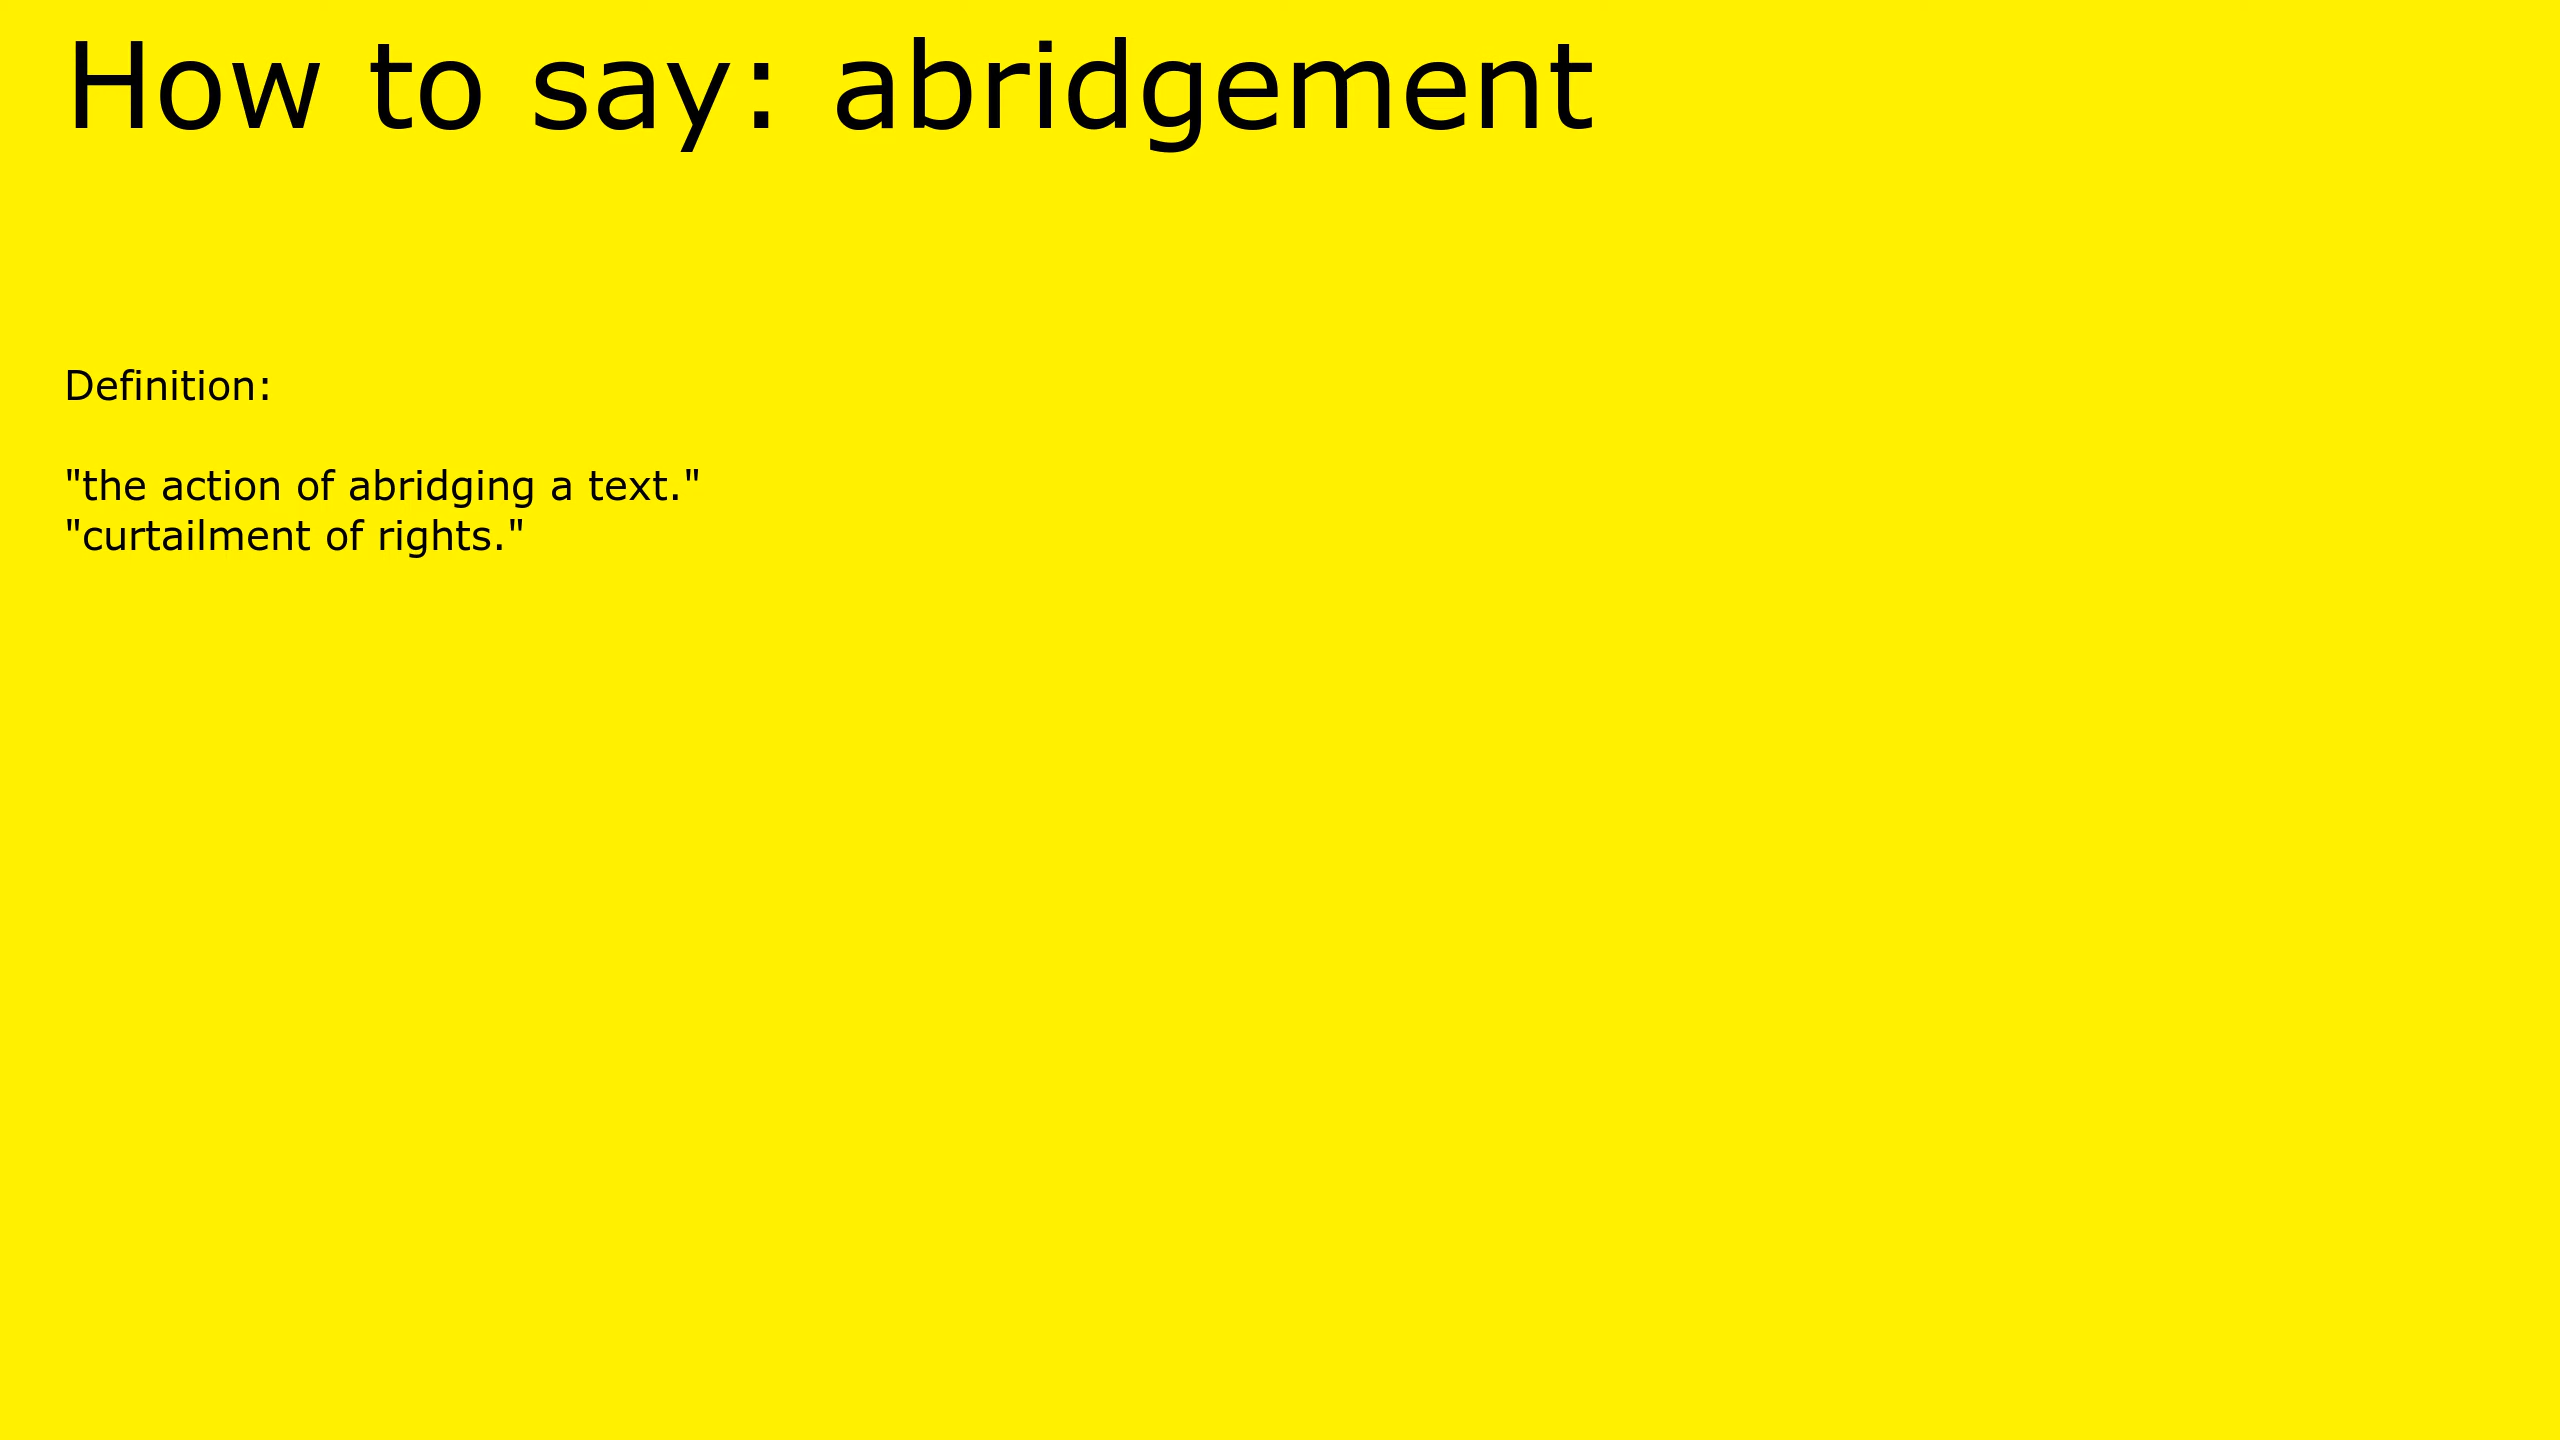 How to say: abridgement
Definition:
"the action of abridging a text."
"curtailment of rights."